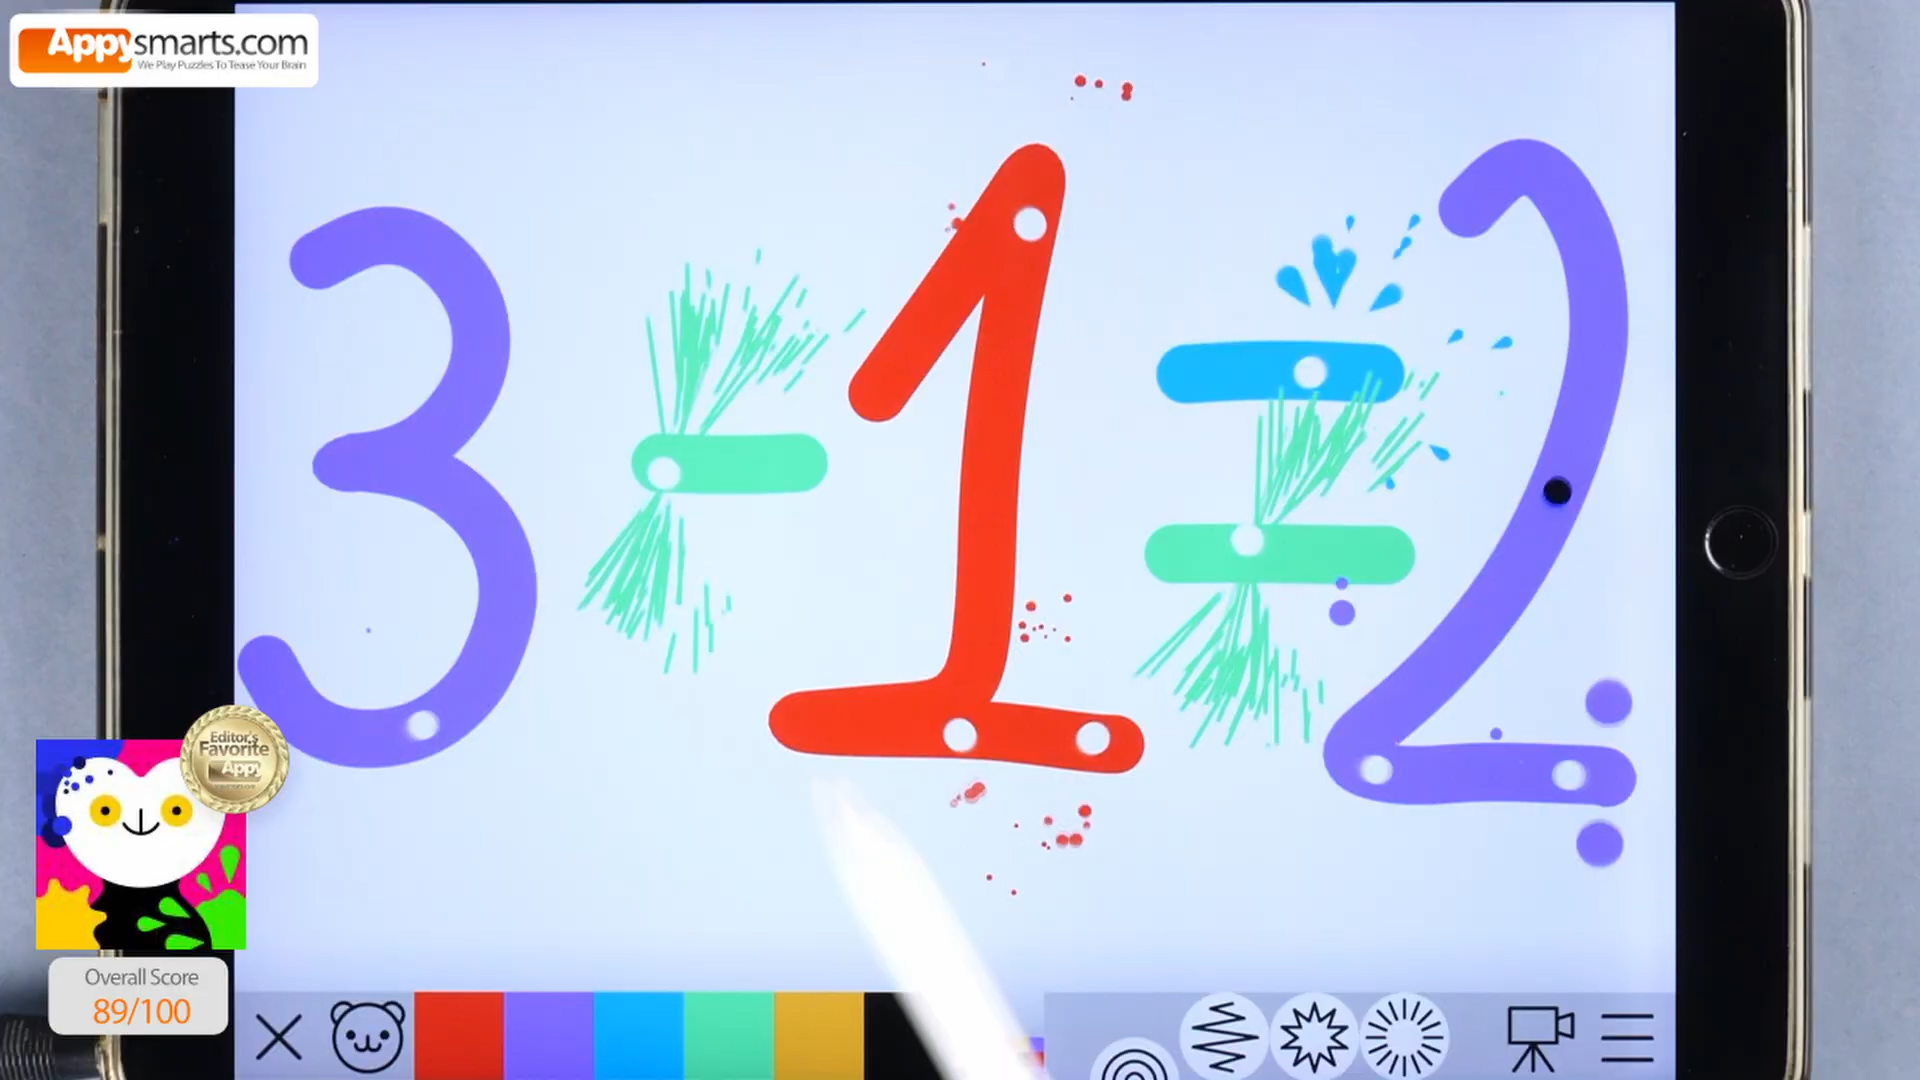 Appysmarts.com
We Play Puzzles To Tease Your Brain
3 - 1 = 2
Editor's
Favorite
Appy
Overall Score
89/100